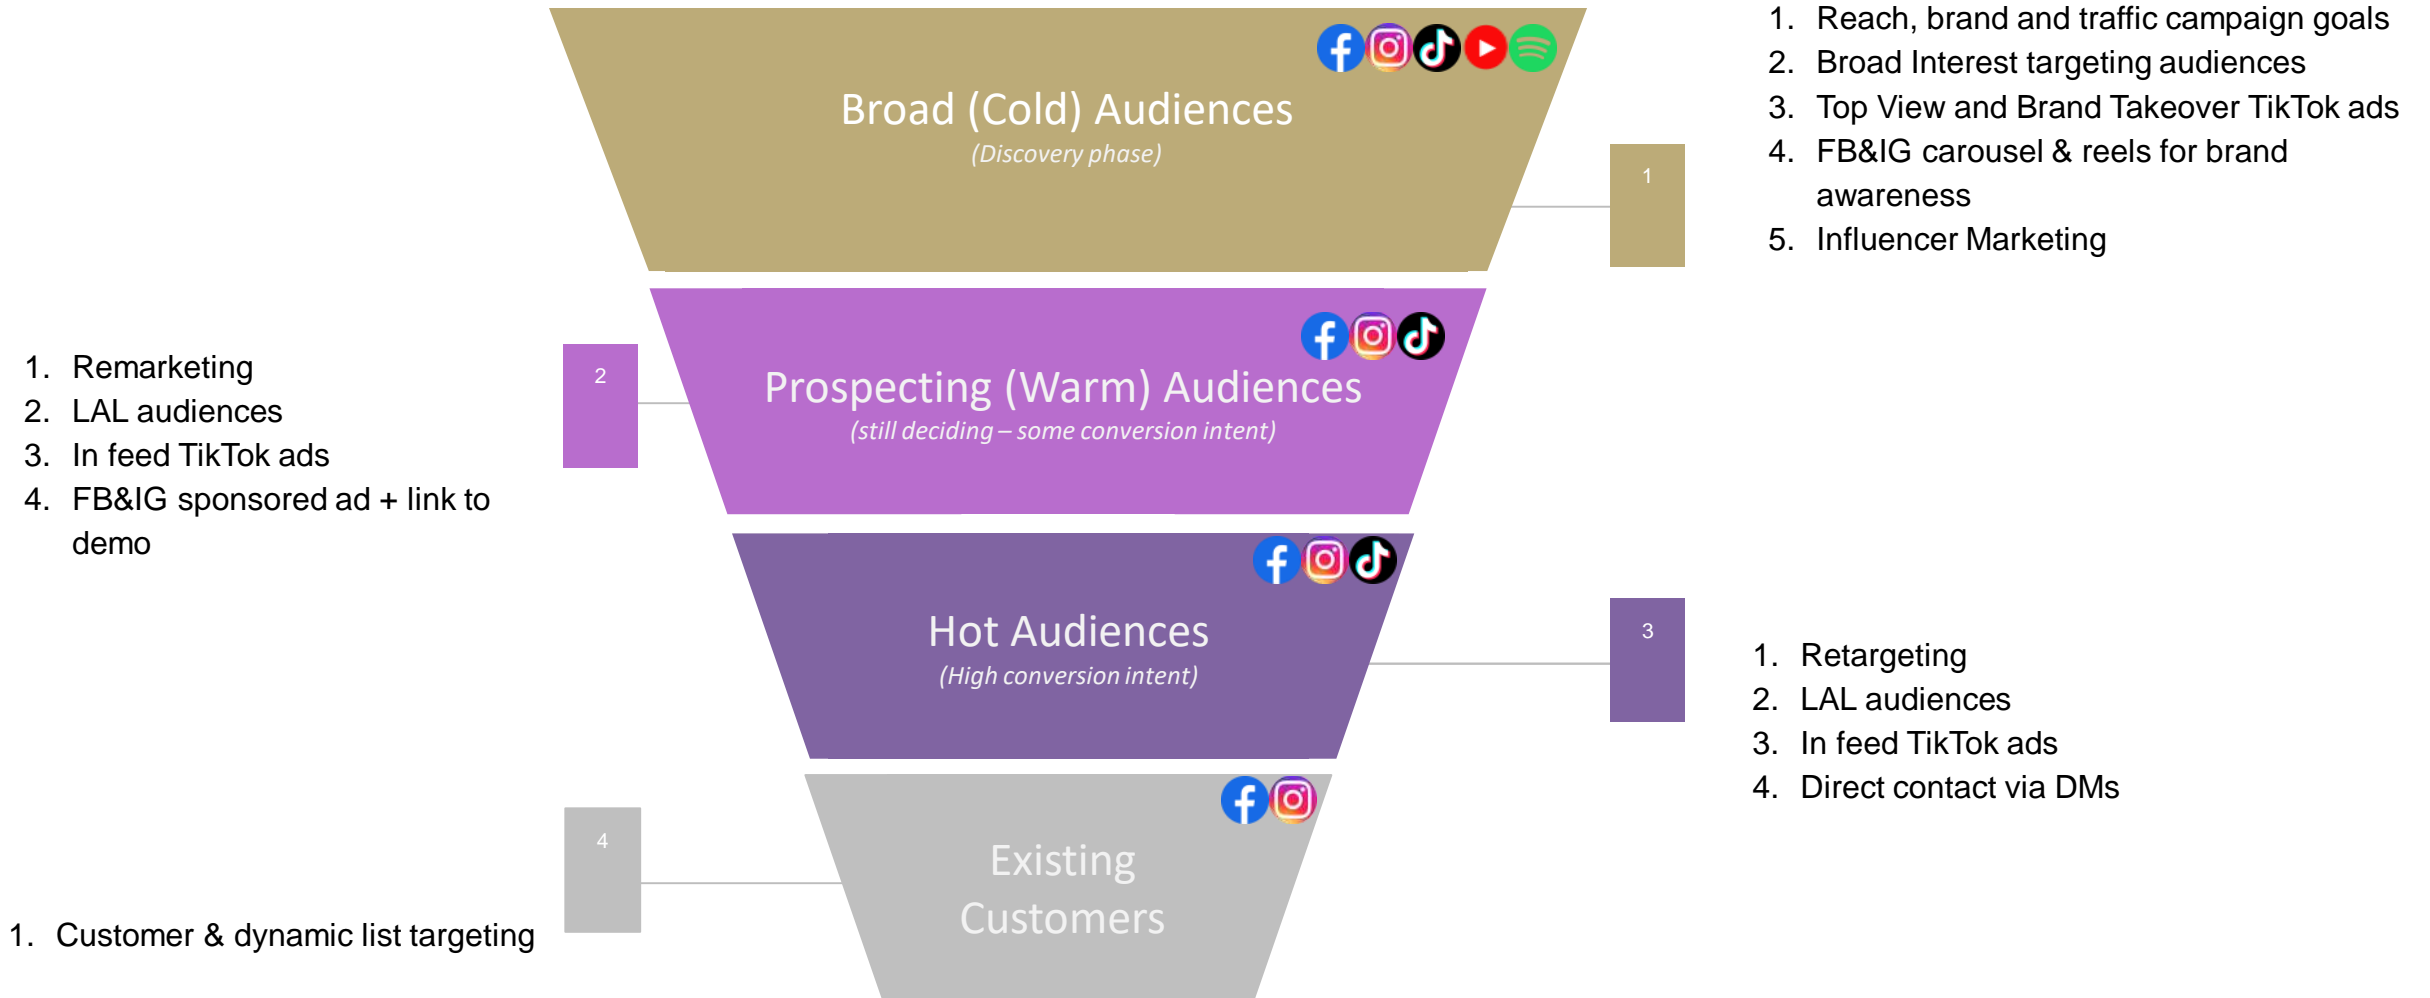 Broad (Cold) Audiences
(Discovery phase)
1
1. Reach, brand and traffic campaign goals
2. Broad Interest targeting audiences
3. Top View and Brand Takeover TikTok ads
4. FB&IG carousel & reels for brand
awareness
5. Influencer Marketing
1. Remarketing
2. LAL audiences
3. In feed TikTok ads
4. FB&IG sponsored ad + link to
demo
2
Prospecting (Warm) Audiences
(still deciding – some conversion intent)
Hot Audiences
(High conversion intent)
3
1. Retargeting
2. LAL audiences
3. In feed TikTok ads
4. Direct contact via DMs
4
Existing
Customers
1. Customer & dynamic list targeting